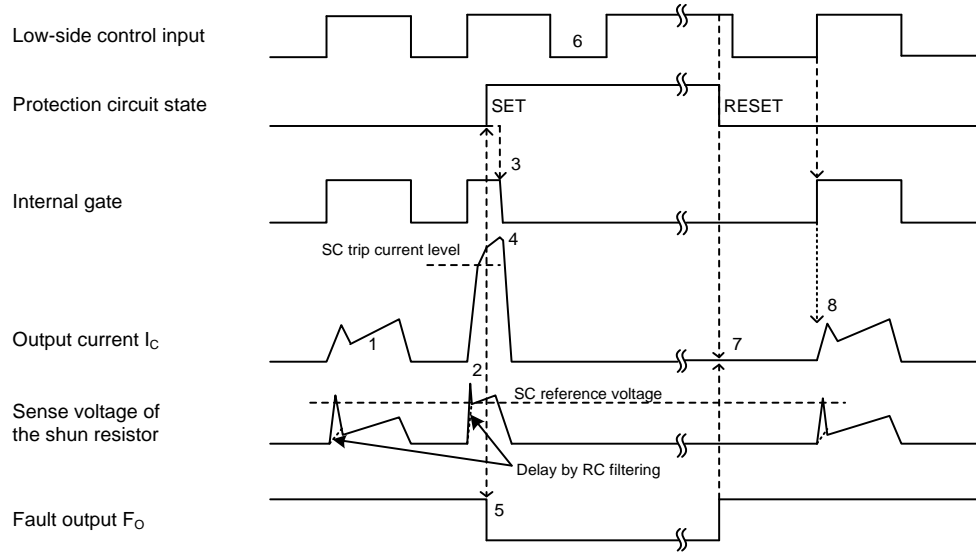 Low-side control input
6
Protection circuit state
SET
RESET
3
Internal gate
4
SC trip current level
8
Output current I_C
1
7
2
SC reference voltage
Sense voltage of
the shun resistor
Delay by RC filtering
5
Fault output F_O